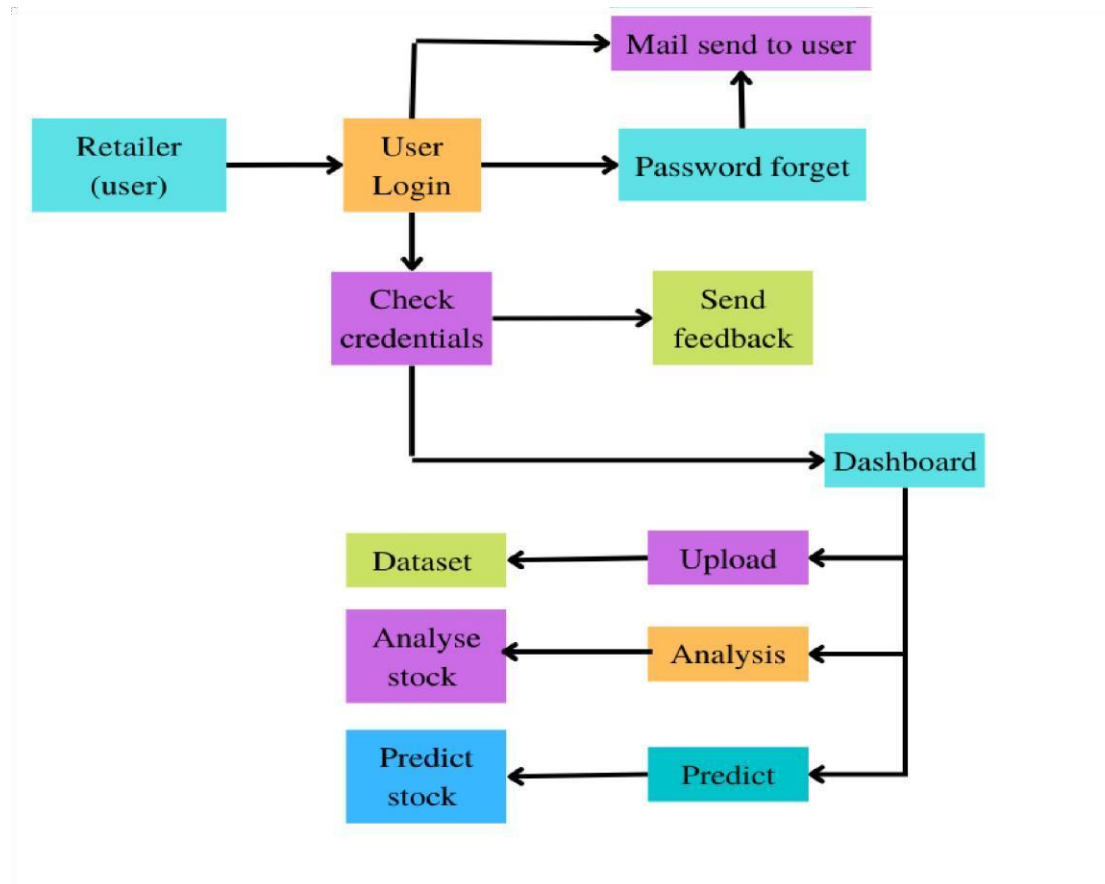 Mail send to user
Retailer
(user)
User
Login
Password forget
Check
credentials
Send
feedback
Dashboard
Dataset
Upload
Analyse
stock
Analysis
Predict
stock
Predict